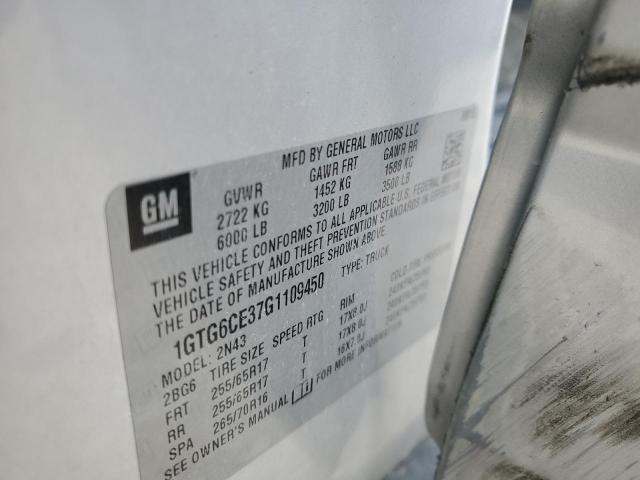 GM
MFD BY GENERAL MOTORS LLC
GVWR GAWR FRT GAWR RR
2722 KG 1452 KG 1588 KG
6000 LB 3200 LB 3500 LB
THIS VEHICLE CONFORMS TO ALL APPLICABLE U.S. FEDERAL MOTOR
VEHICLE SAFETY AND THEFT PREVENTION STANDARDS IN EFFECT ON
THE DATE OF MANUFACTURE SHOWN ABOVE.
1GTG6CE37G1109450 TYPE: TRUCK
MODEL: 2N43
2BG6 TIRE SIZE SPEED RTG RIM COLD TIRE PRESSURE
FRT 255/65R17 T 17X8.0J
RR 255/65R17 T 17X8.0J
SPA 265/70R16 T 16X7.0J
SEE OWNER'S MANUAL FOR MORE INFORMATION